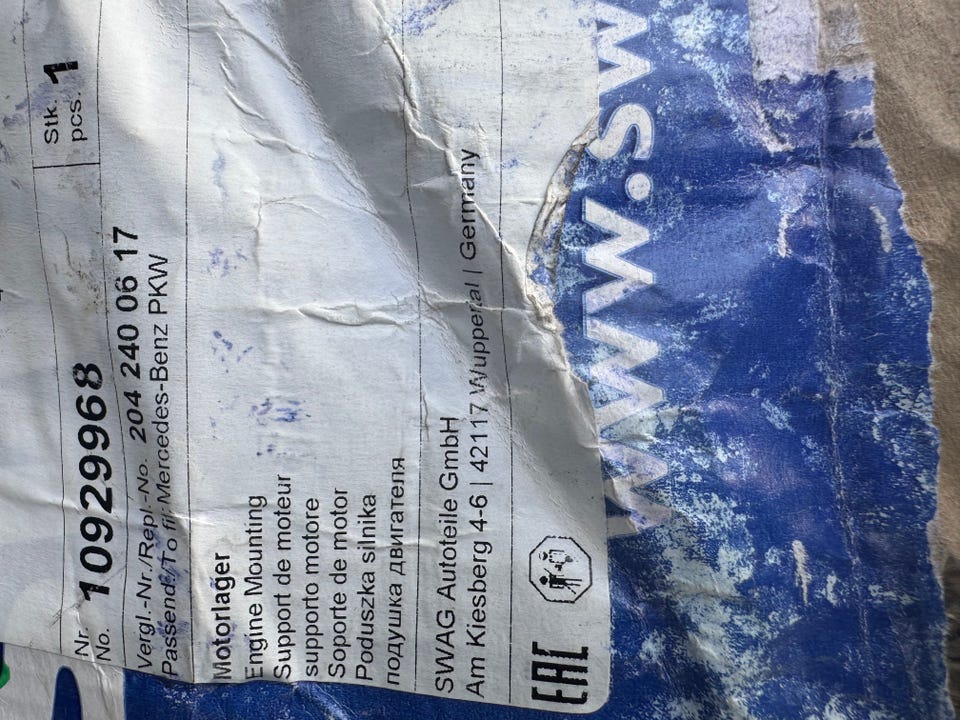 Nr.
No. 10929968
Stk.
pcs. 1
Vergl.-Nr./Repl.-No. 204 240 06 17
Passend:/To fit: Mercedes-Benz PKW
Motorlager
Engine Mounting
Support de moteur
supporto motore
Soporte de motor
Poduszka silnika
подушка двигателя
SWAG Autoteile GmbH
Am Kiesberg 4-6 | 42117 Wuppertal | Germany
EAC
www.sw